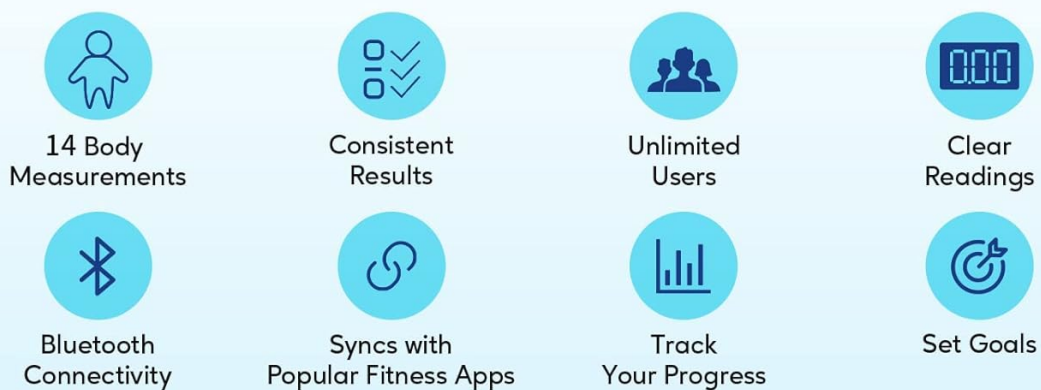 0.00
14 Body
Measurements
Consistent
Results
Unlimited
Users
Clear
Readings
Bluetooth
Connectivity
Syncs with
Popular Fitness Apps
Track
Your Progress
Set Goals